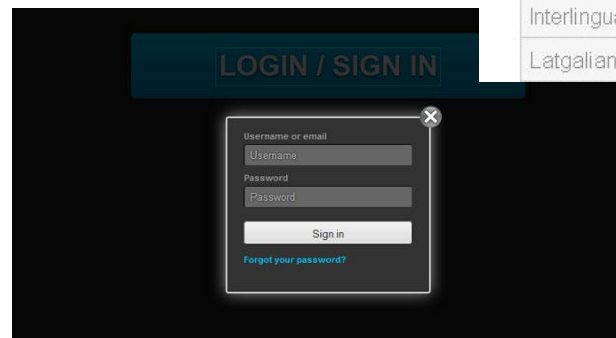 Interlingua
Latgalian
LOGIN / SIGN IN
Username or email
Username
Password
Password
Sign in
Forgot your password?